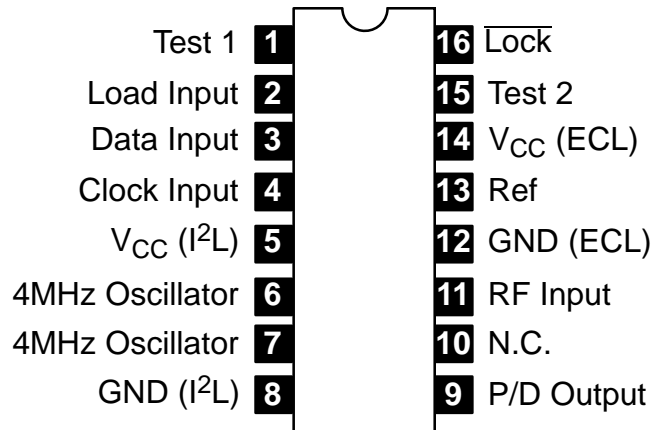 Test 1 1 16 Lock
Load Input 2 15 Test 2
Data Input 3 14 VCC (ECL)
Clock Input 4 13 Ref
VCC (I²L) 5 12 GND (ECL)
4MHz Oscillator 6 11 RF Input
4MHz Oscillator 7 10 N.C.
GND (I²L) 8 9 P/D Output